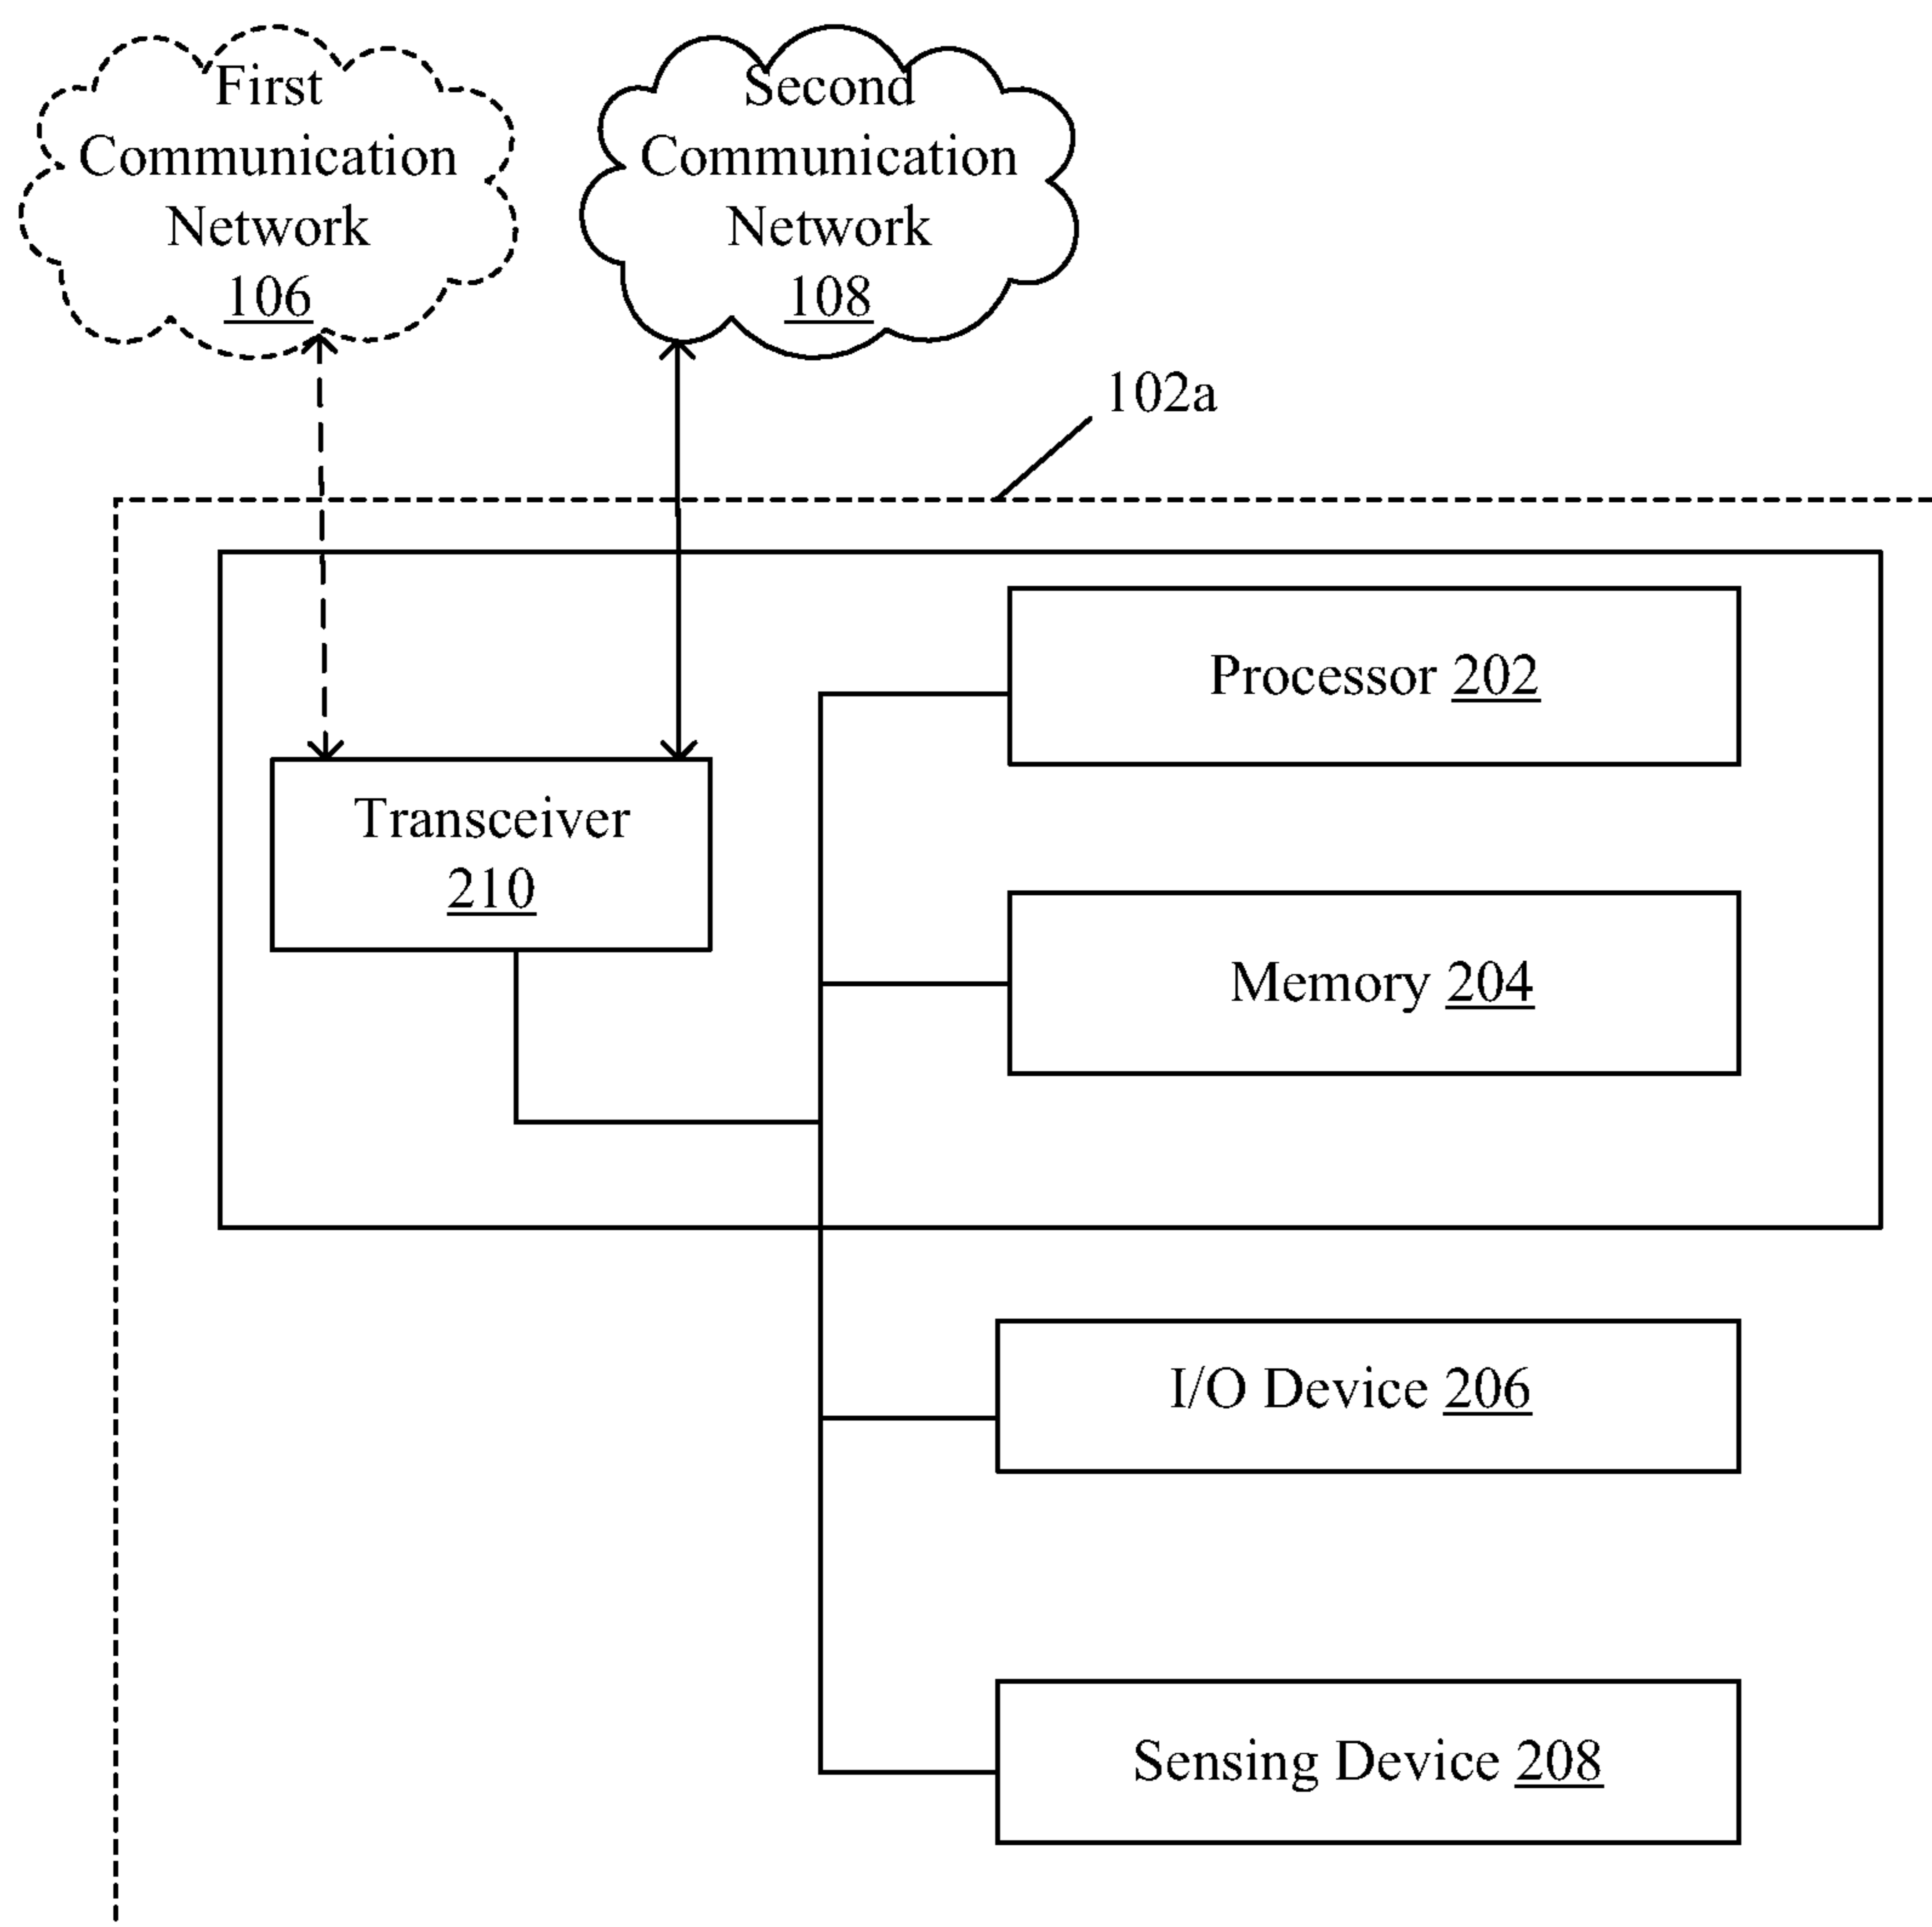 First
Communication
Network
106
Second
Communication
Network
108
102a
Processor 202
Transceiver
210
Memory 204
I/O Device 206
Sensing Device 208